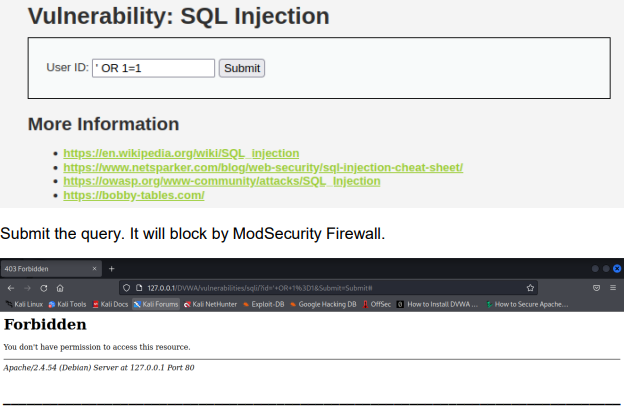 Vulnerability: SQL Injection
User ID: ' OR 1=1 Submit
More Information
• https://en.wikipedia.org/wiki/SQL_injection
• https://www.netsparker.com/blog/web-security/sql-injection-cheat-sheet/
• https://owasp.org/www-community/attacks/SQL_Injection
• https://bobby-tables.com/
Submit the query. It will block by ModSecurity Firewall.
403 Forbidden × +
127.0.0.1/DVWA/vulnerabilities/sqli/?id='+OR+1%3D1&Submit=Submit#
Kali Linux Kali Tools Kali Docs Kali Forums Kali NetHunter Exploit-DB Google Hacking DB OffSec How to Install DVWA ... How to Secure Apache...
Forbidden
You don't have permission to access this resource.
Apache/2.4.54 (Debian) Server at 127.0.0.1 Port 80